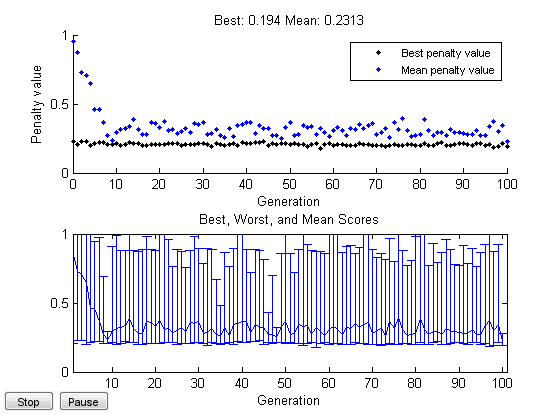 Best: 0.194 Mean: 0.2313
1
Best penalty value
Mean penalty value
Penalty value
0.5
0
0 10 20 30 40 50 60 70 80 90 100
Generation
Best, Worst, and Mean Scores
1
0.5
0
10 20 30 40 50 60 70 80 90 100
Generation
Stop Pause